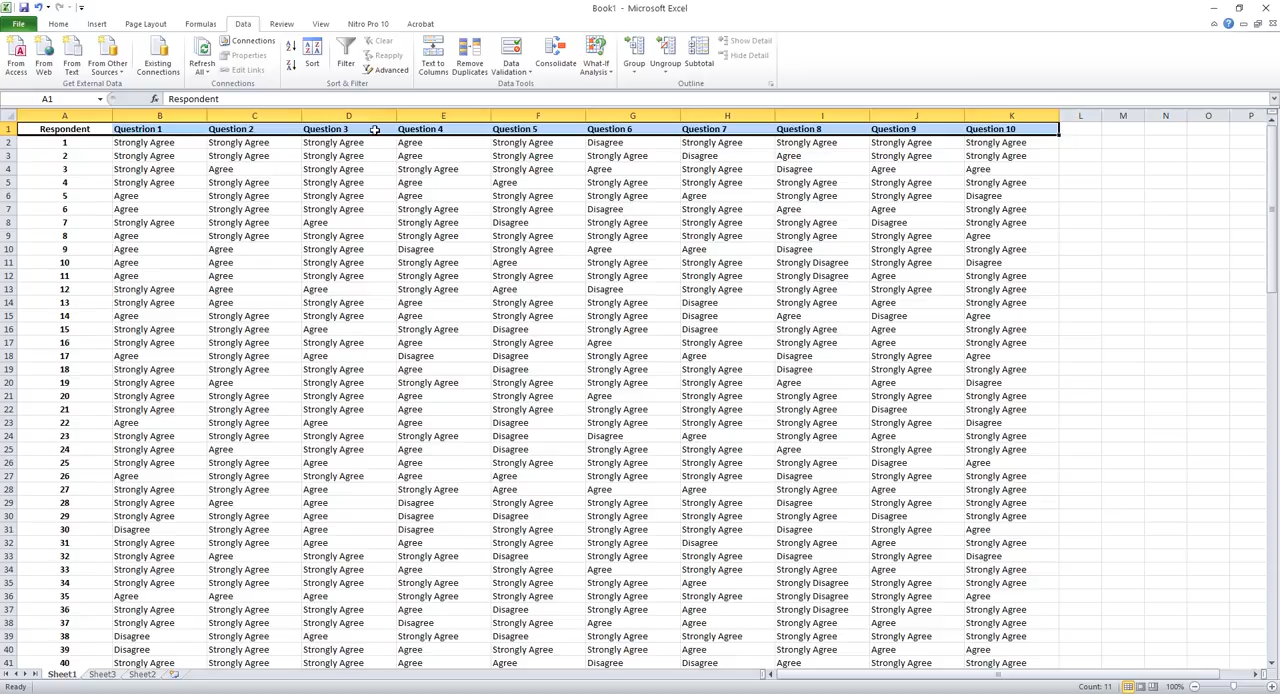 Book1 - Microsoft Excel
File Home Insert Page Layout Formulas Data Review View Nitro Pro 10 Acrobat
From Access From Web From Text From Other Sources Existing Connections Refresh All Connections Properties Edit Links Sort Filter Clear Reapply Advanced Text to Columns Remove Duplicates Data Validation Consolidate What-If Analysis Group Ungroup Subtotal Show Detail Hide Detail
Get External Data Connections Sort & Filter Data Tools Outline
A1 fx Respondent
A B C D E F G H I J K L M N O P
1 Respondent Question 1 Question 2 Question 3 Question 4 Question 5 Question 6 Question 7 Question 8 Question 9 Question 10
2 1 Strongly Agree Strongly Agree Strongly Agree Agree Strongly Agree Disagree Strongly Agree Strongly Agree Strongly Agree Strongly Agree
3 2 Strongly Agree Strongly Agree Strongly Agree Agree Strongly Agree Strongly Agree Disagree Agree Strongly Agree Strongly Agree
4 3 Strongly Agree Agree Strongly Agree Strongly Agree Strongly Agree Agree Strongly Agree Disagree Agree Agree
5 4 Strongly Agree Strongly Agree Strongly Agree Agree Agree Strongly Agree Strongly Agree Strongly Agree Strongly Agree Strongly Agree
6 5 Agree Strongly Agree Strongly Agree Agree Strongly Agree Strongly Agree Agree Strongly Agree Strongly Agree Disagree
7 6 Agree Strongly Agree Strongly Agree Strongly Agree Strongly Agree Disagree Strongly Agree Agree Agree Strongly Agree
8 7 Strongly Agree Strongly Agree Agree Strongly Agree Disagree Strongly Agree Strongly Agree Strongly Agree Disagree Strongly Agree
9 8 Agree Strongly Agree Strongly Agree Strongly Agree Strongly Agree Strongly Agree Strongly Agree Strongly Agree Strongly Agree Agree
10 9 Agree Agree Strongly Agree Disagree Strongly Agree Agree Agree Disagree Strongly Agree Strongly Agree
11 10 Agree Agree Strongly Agree Strongly Agree Agree Strongly Agree Strongly Agree Strongly Disagree Strongly Agree Disagree
12 11 Agree Agree Strongly Agree Strongly Agree Strongly Agree Strongly Agree Strongly Agree Strongly Disagree Agree Strongly Agree
13 12 Strongly Agree Agree Strongly Agree Agree Strongly Agree Disagree Strongly Agree Strongly Agree Strongly Agree Agree
14 13 Strongly Agree Agree Strongly Agree Agree Strongly Agree Strongly Agree Disagree Strongly Agree Agree Strongly Agree
15 14 Agree Strongly Agree Strongly Agree Agree Strongly Agree Strongly Agree Disagree Agree Disagree Strongly Agree
16 15 Strongly Agree Strongly Agree Agree Strongly Agree Disagree Strongly Agree Disagree Strongly Agree Agree Strongly Agree
17 16 Strongly Agree Strongly Agree Agree Agree Strongly Agree Agree Strongly Agree Strongly Agree Agree Strongly Agree
18 17 Agree Strongly Agree Agree Disagree Disagree Strongly Agree Agree Disagree Strongly Agree Agree
19 18 Strongly Agree Strongly Agree Strongly Agree Agree Disagree Strongly Agree Strongly Agree Disagree Strongly Agree Strongly Agree
20 19 Strongly Agree Agree Strongly Agree Strongly Agree Strongly Agree Strongly Agree Strongly Agree Agree Agree Disagree
21 20 Strongly Agree Strongly Agree Strongly Agree Agree Agree Agree Strongly Agree Strongly Agree Strongly Agree Strongly Agree
22 21 Strongly Agree Strongly Agree Strongly Agree Agree Agree Strongly Agree Strongly Agree Strongly Agree Disagree Strongly Agree
23 22 Agree Strongly Agree Agree Agree Disagree Strongly Agree Strongly Agree Strongly Agree Strongly Agree Disagree
24 23 Strongly Agree Strongly Agree Strongly Agree Strongly Agree Disagree Disagree Agree Strongly Agree Agree Strongly Agree
25 24 Strongly Agree Agree Strongly Agree Agree Disagree Strongly Agree Strongly Agree Agree Strongly Agree Strongly Agree
26 25 Strongly Agree Strongly Agree Agree Agree Strongly Agree Agree Strongly Agree Strongly Agree Disagree Agree
27 26 Agree Strongly Agree Strongly Agree Agree Agree Strongly Agree Strongly Agree Disagree Agree Strongly Agree
28 27 Strongly Agree Strongly Agree Agree Strongly Agree Agree Agree Strongly Agree Strongly Agree Strongly Agree Strongly Agree
29 28 Strongly Agree Agree Agree Disagree Strongly Agree Agree Strongly Agree Disagree Agree Strongly Agree
30 29 Strongly Agree Strongly Agree Agree Disagree Strongly Agree Strongly Agree Strongly Agree Strongly Agree Disagree Strongly Agree
31 30 Disagree Strongly Agree Agree Disagree Strongly Agree Strongly Agree Strongly Agree Disagree Strongly Agree Agree
32 31 Strongly Agree Strongly Agree Agree Agree Strongly Agree Strongly Agree Disagree Strongly Agree Agree Strongly Agree
33 32 Strongly Agree Agree Strongly Agree Strongly Agree Disagree Strongly Agree Strongly Agree Disagree Strongly Agree Disagree
34 33 Strongly Agree Strongly Agree Strongly Agree Agree Strongly Agree Agree Strongly Agree Strongly Agree Agree Agree
35 34 Strongly Agree Strongly Agree Strongly Agree Strongly Agree Strongly Agree Strongly Agree Agree Strongly Disagree Agree Strongly Agree
36 35 Agree Agree Strongly Agree Agree Strongly Agree Strongly Agree Strongly Agree Strongly Disagree Strongly Agree Agree
37 36 Strongly Agree Strongly Agree Strongly Agree Agree Disagree Strongly Agree Agree Strongly Disagree Strongly Agree Strongly Agree
38 37 Strongly Agree Strongly Agree Strongly Agree Disagree Strongly Agree Agree Agree Strongly Agree Agree Strongly Agree
39 38 Disagree Strongly Agree Agree Strongly Agree Disagree Strongly Agree Strongly Agree Agree Strongly Agree Strongly Agree
40 39 Disagree Strongly Agree Strongly Agree Agree Agree Strongly Agree Agree Strongly Agree Strongly Agree Agree
41 40 Strongly Agree Strongly Agree Strongly Agree Agree Agree Disagree Disagree Agree Strongly Agree Strongly Agree
Sheet1 Sheet3 Sheet2
Ready Count: 11 100%